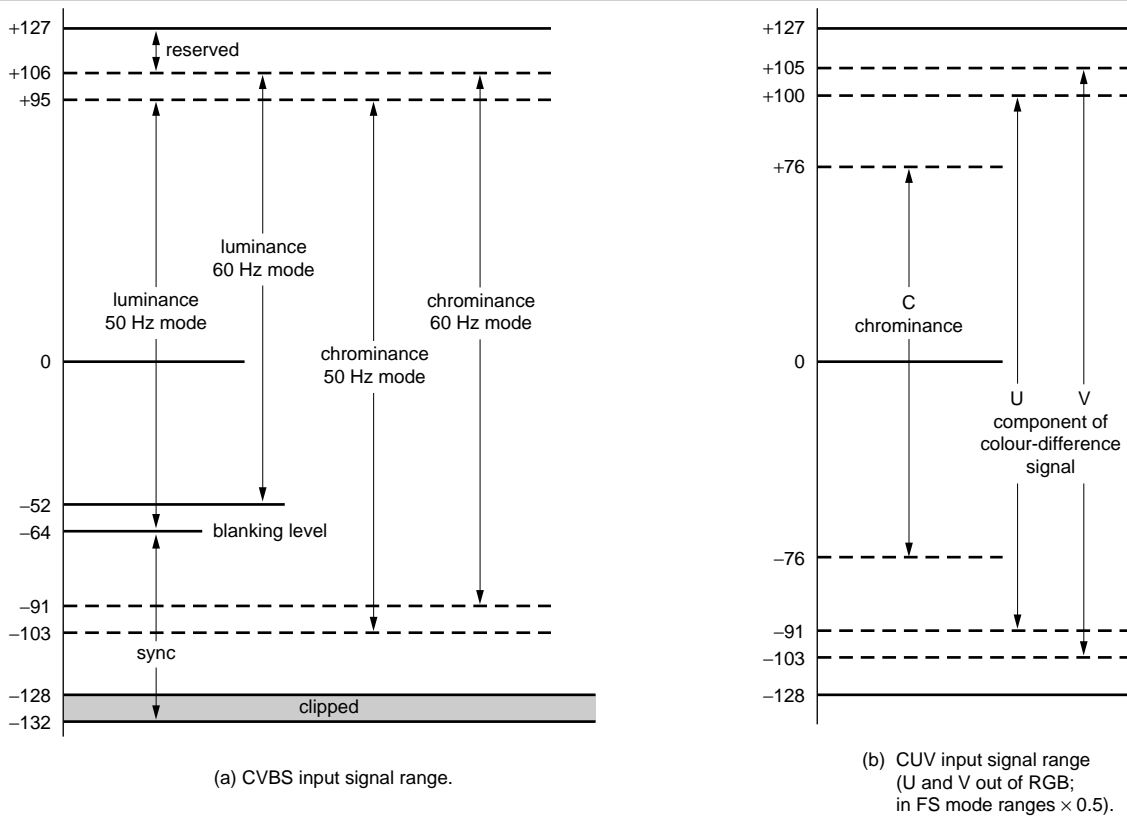 +127
reserved
+106
+95
luminance
60 Hz mode
luminance
50 Hz mode
chrominance
60 Hz mode
chrominance
50 Hz mode
0
−52
−64
blanking level
−91
−103
sync
−128
clipped
−132
(a) CVBS input signal range.
+127
+105
+100
+76
C
chrominance
0
U V
component of
colour-difference
signal
−76
−91
−103
−128
(b) CUV input signal range
(U and V out of RGB;
in FS mode ranges × 0.5).